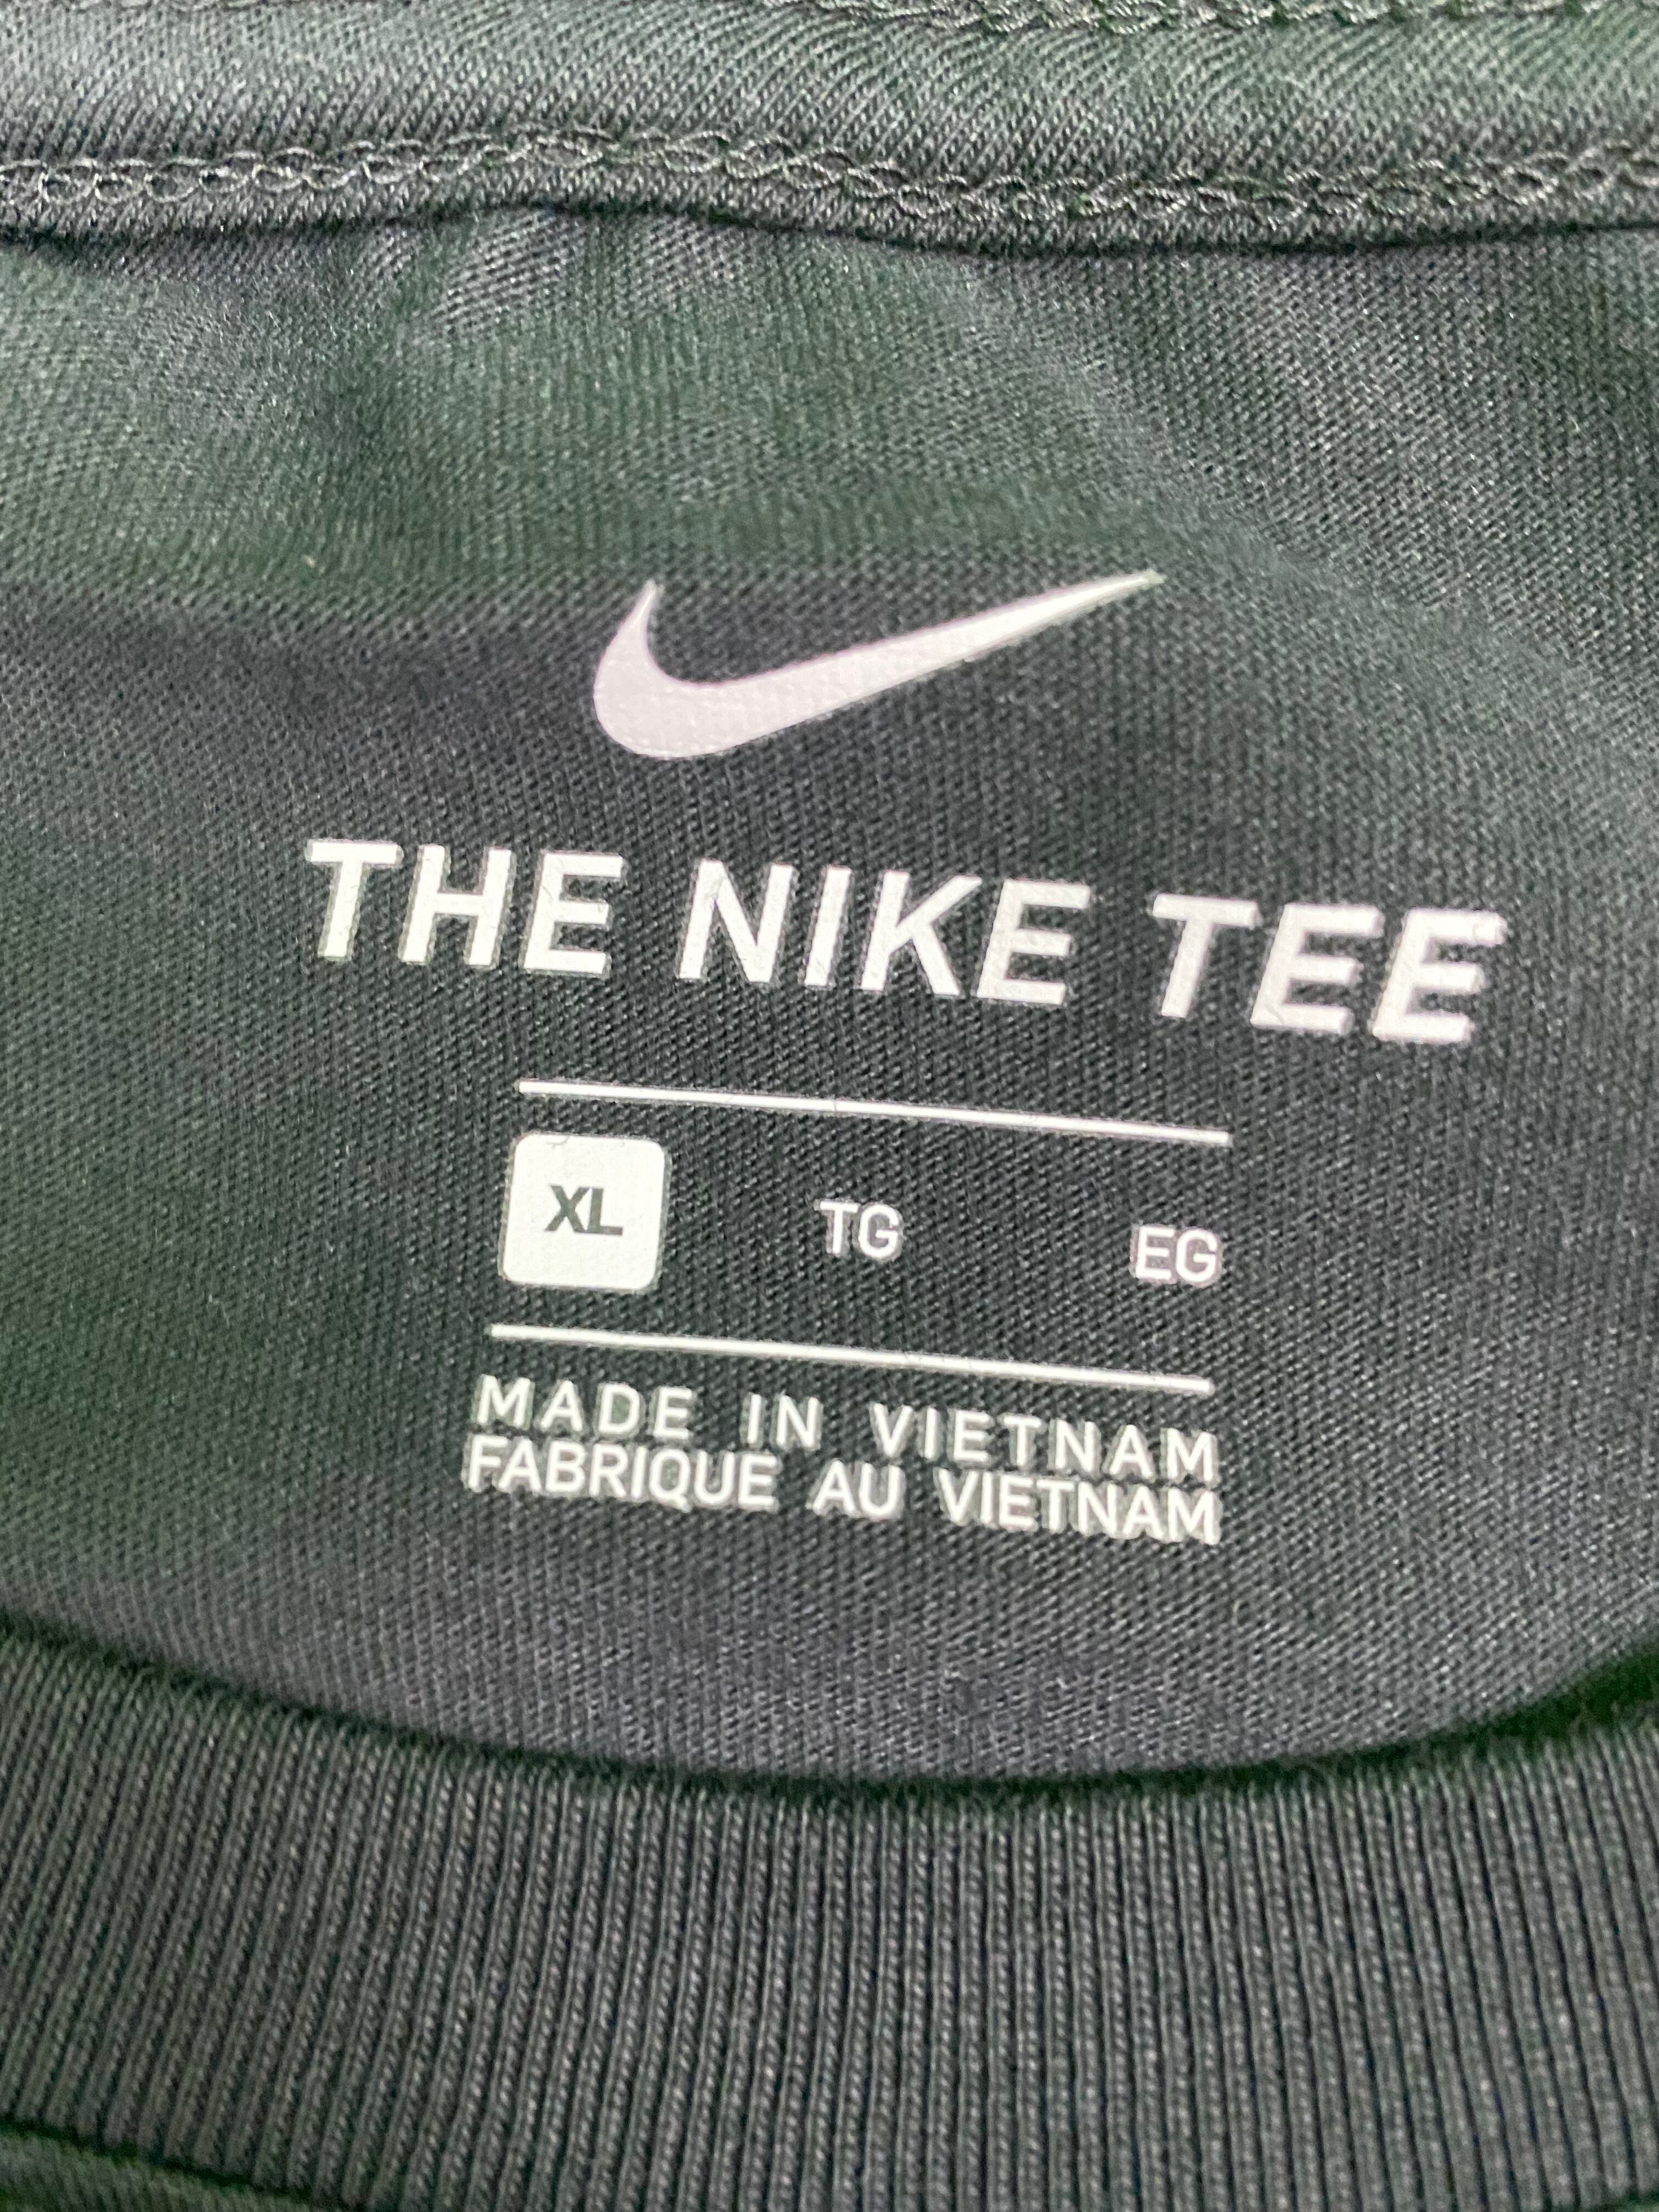 THE NIKE TEE
XL TG EG
MADE IN VIETNAM
FABRIQUE AU VIETNAM